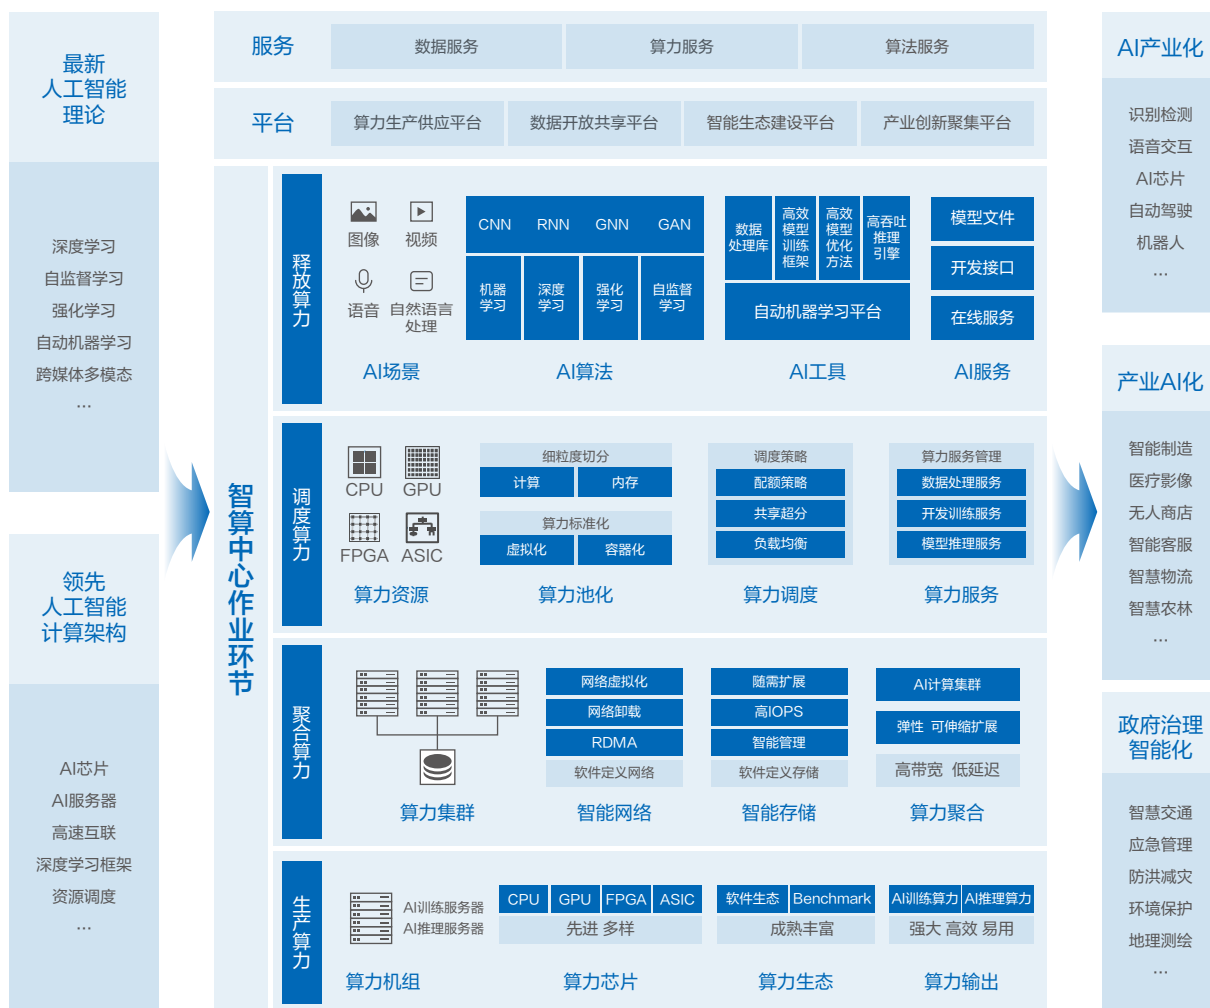 最新
人工智能
理论
深度学习
自监督学习
强化学习
自动机器学习
跨媒体多模态
...
领先
人工智能
计算架构
AI芯片
AI服务器
高速互联
深度学习框架
资源调度
...
服务
数据服务
算力服务
算法服务
平台
算力生产供应平台
数据开放共享平台
智能生态建设平台
产业创新聚集平台
智算中心作业环节
释放算力
图像
视频
语音
自然语言
处理
AI场景
CNN
RNN
GNN
GAN
机器
学习
深度
学习
强化
学习
自监督
学习
AI算法
数据
处理库
高效
模型
训练
框架
高效
模型
优化
方法
高吞吐
推理
引擎
自动机器学习平台
AI工具
模型文件
开发接口
在线服务
AI服务
调度算力
CPU
GPU
FPGA
ASIC
算力资源
细粒度切分
计算
内存
算力标准化
虚拟化
容器化
算力池化
调度策略
配额策略
共享超分
负载均衡
算力调度
算力服务管理
数据处理服务
开发训练服务
模型推理服务
算力服务
聚合算力
算力集群
网络虚拟化
网络卸载
RDMA
软件定义网络
智能网络
随需扩展
高IOPS
智能管理
软件定义存储
智能存储
AI计算集群
弹性 可伸缩扩展
高带宽 低延迟
算力聚合
生产算力
AI训练服务器
AI推理服务器
算力机组
CPU
GPU
FPGA
ASIC
先进 多样
算力芯片
软件生态
Benchmark
成熟丰富
算力生态
AI训练算力
AI推理算力
强大 高效 易用
算力输出
AI产业化
识别检测
语音交互
AI芯片
自动驾驶
机器人
...
产业AI化
智能制造
医疗影像
无人商店
智能客服
智慧物流
智慧农林
...
政府治理
智能化
智慧交通
应急管理
防洪减灾
环境保护
地理测绘
...